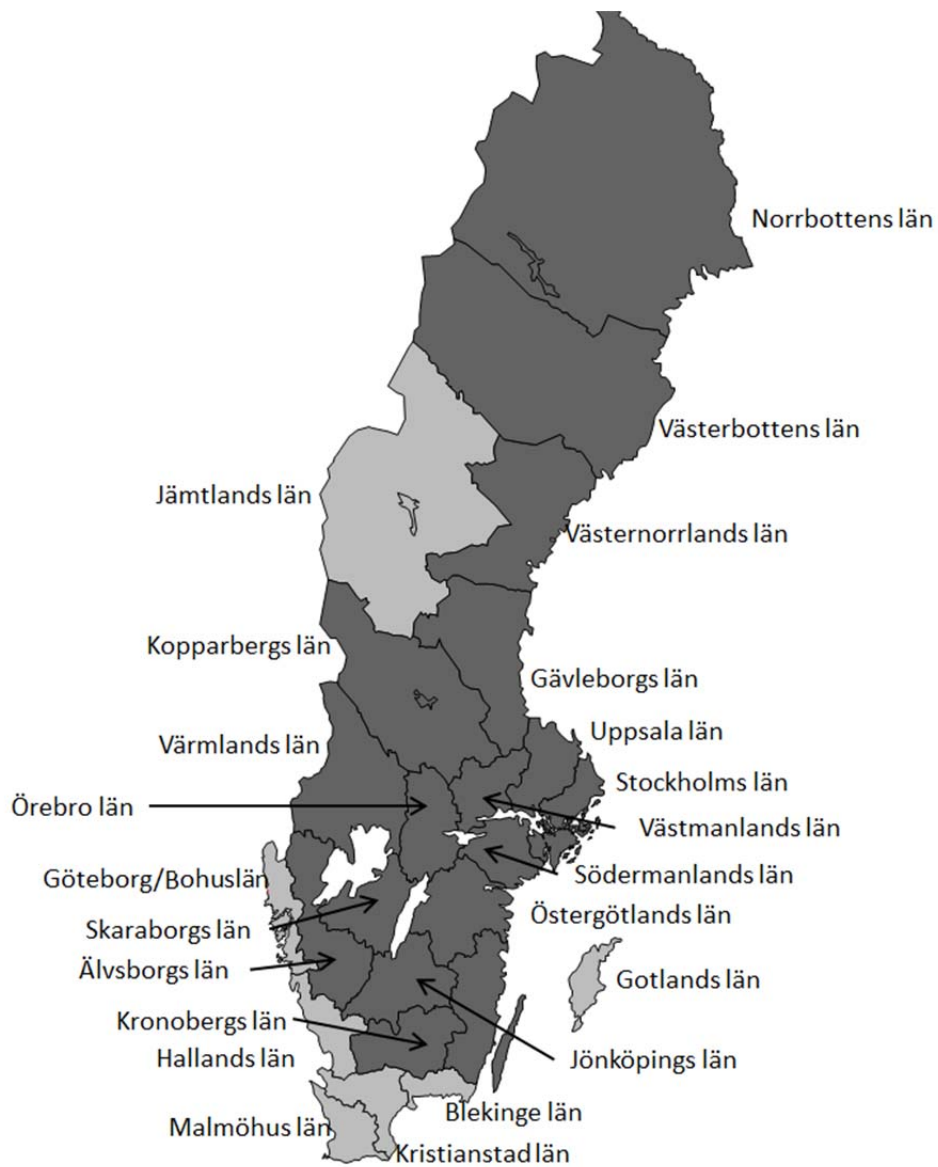 Norrbottens län
Västerbottens län
Jämtlands län
Västernorrlands län
Kopparbergs län
Gävleborgs län
Uppsala län
Värmlands län
Stockholms län
Örebro län
Västmanlands län
Göteborg/Bohuslän
Södermanlands län
Skaraborgs län
Östergötlands län
Älvsborgs län
Gotlands län
Kronobergs län
Hallands län
Jönköpings län
Blekinge län
Malmöhus län
Kristianstad län